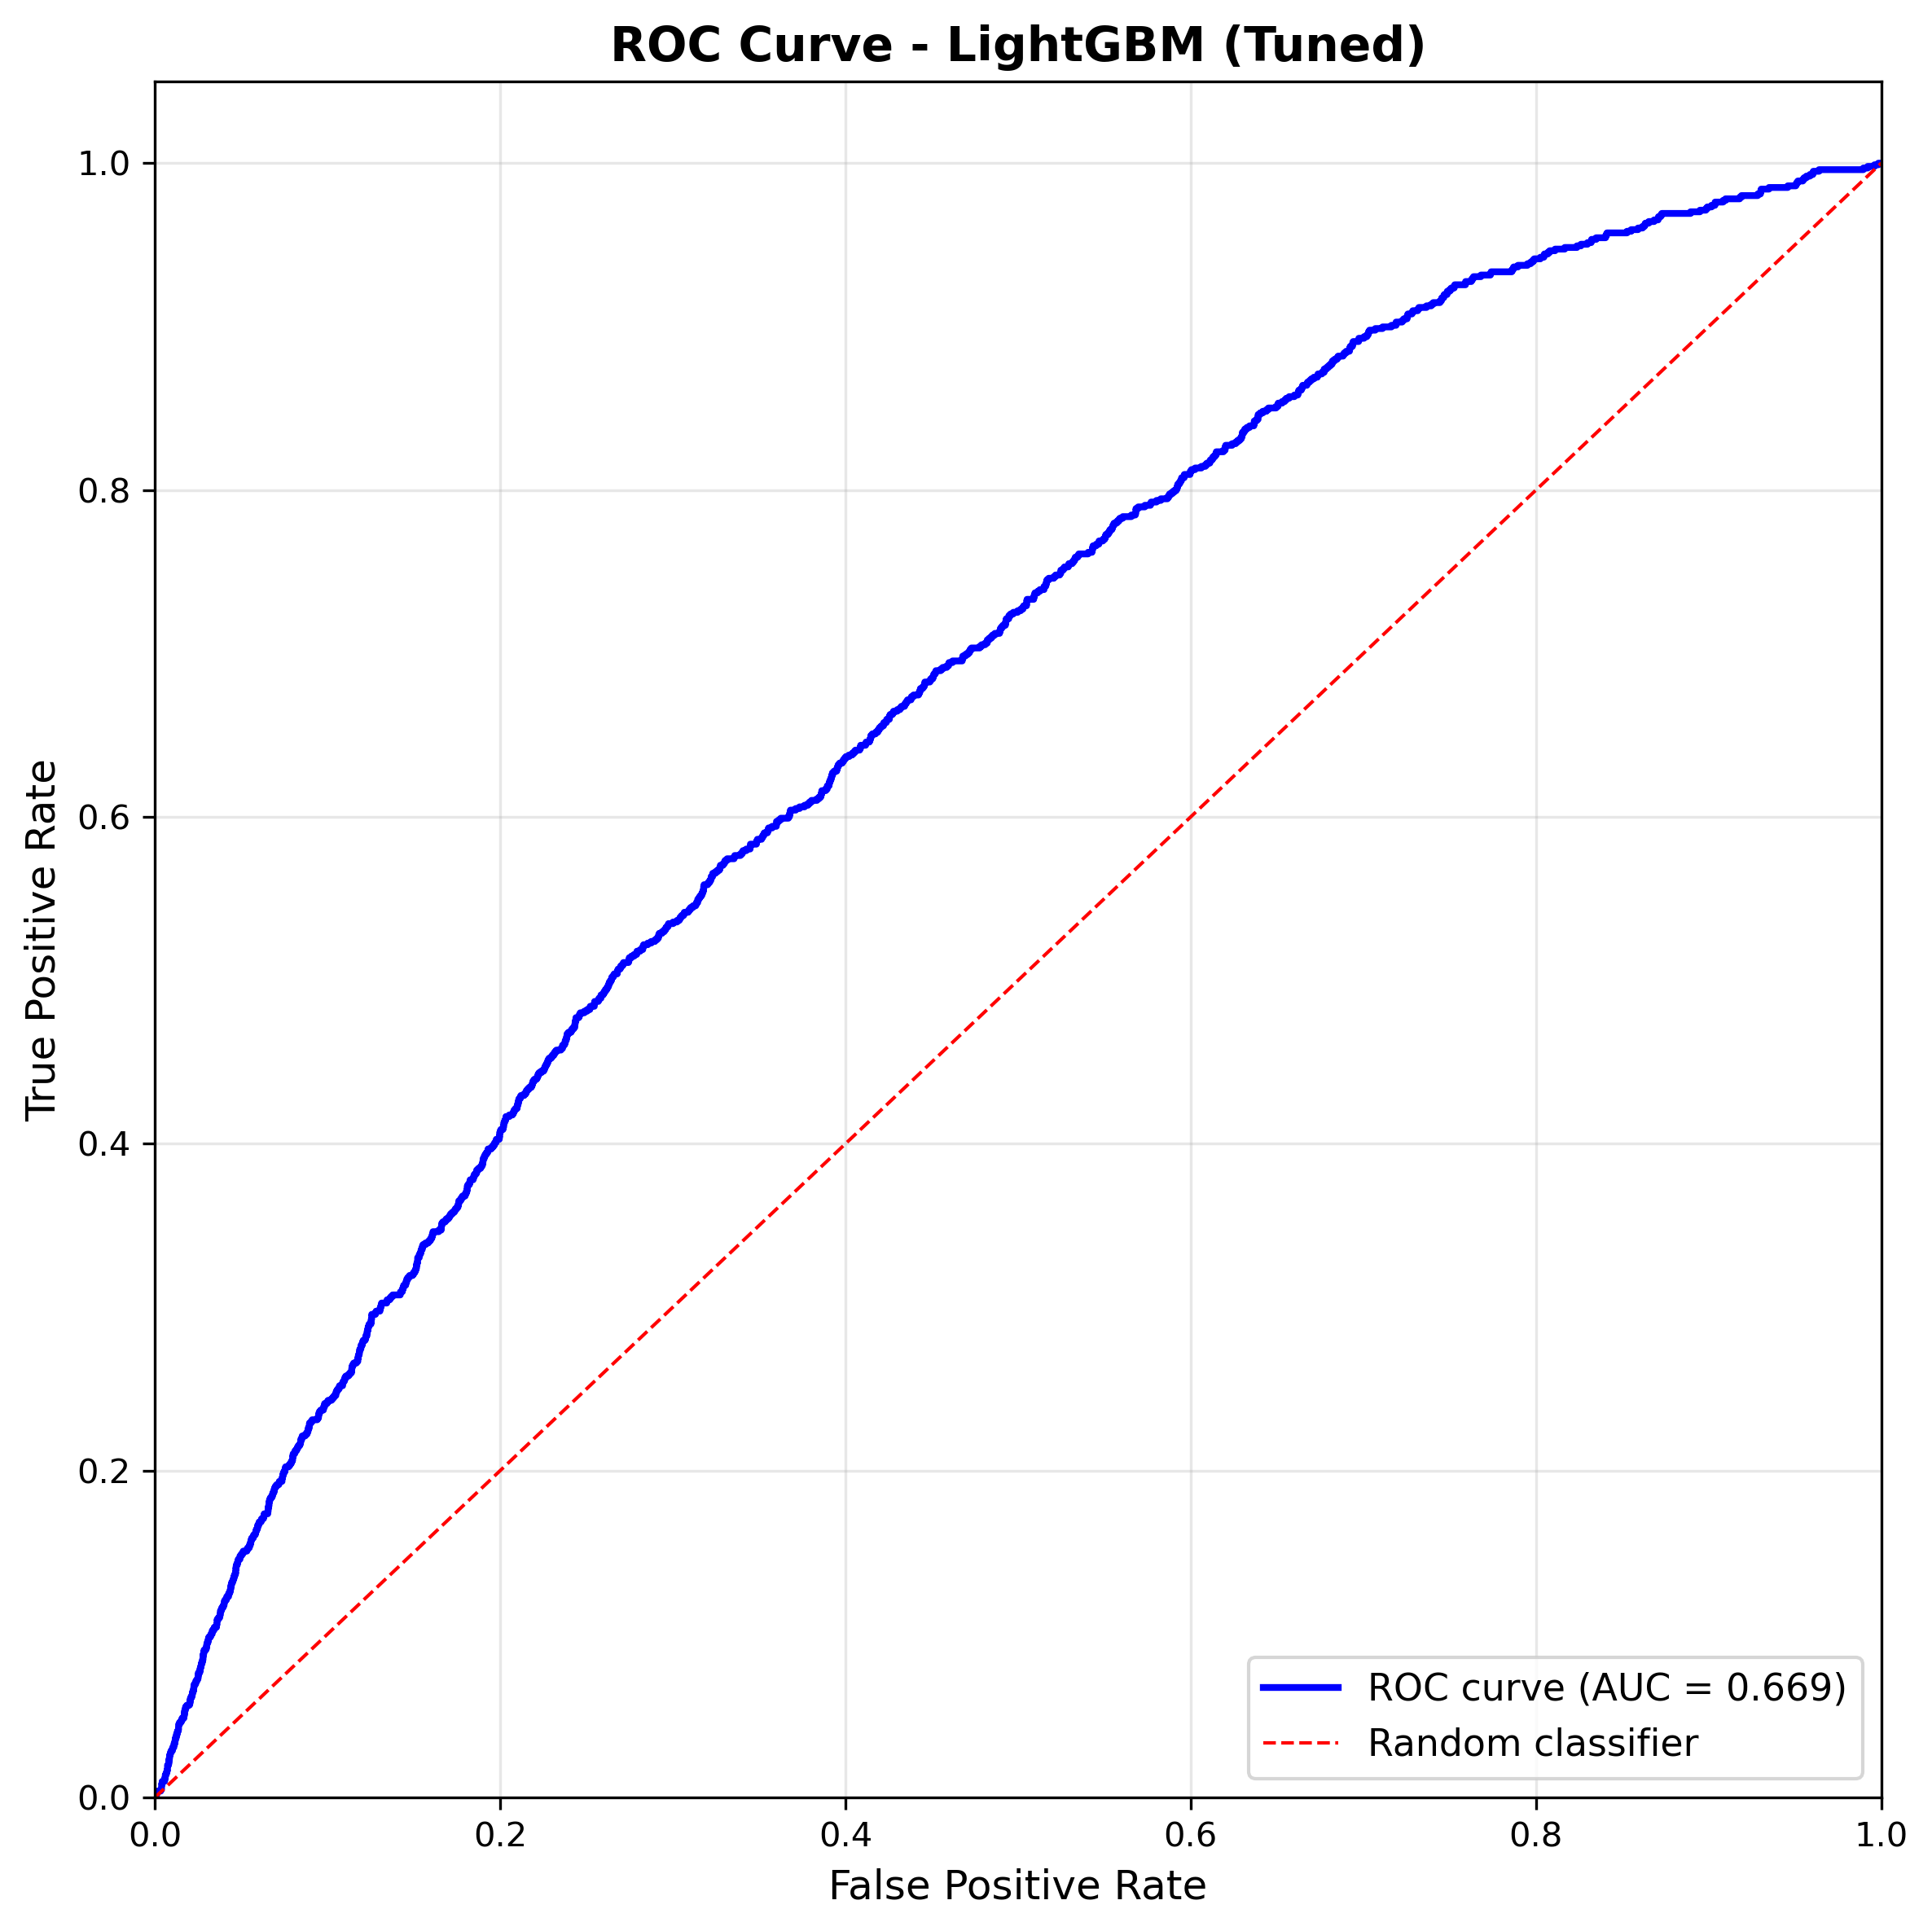 ROC Curve - LightGBM (Tuned)
1.0
0.8
0.6
0.4
0.2
0.0
True Positive Rate
0.0 0.2 0.4 0.6 0.8 1.0
False Positive Rate
ROC curve (AUC = 0.669)
Random classifier